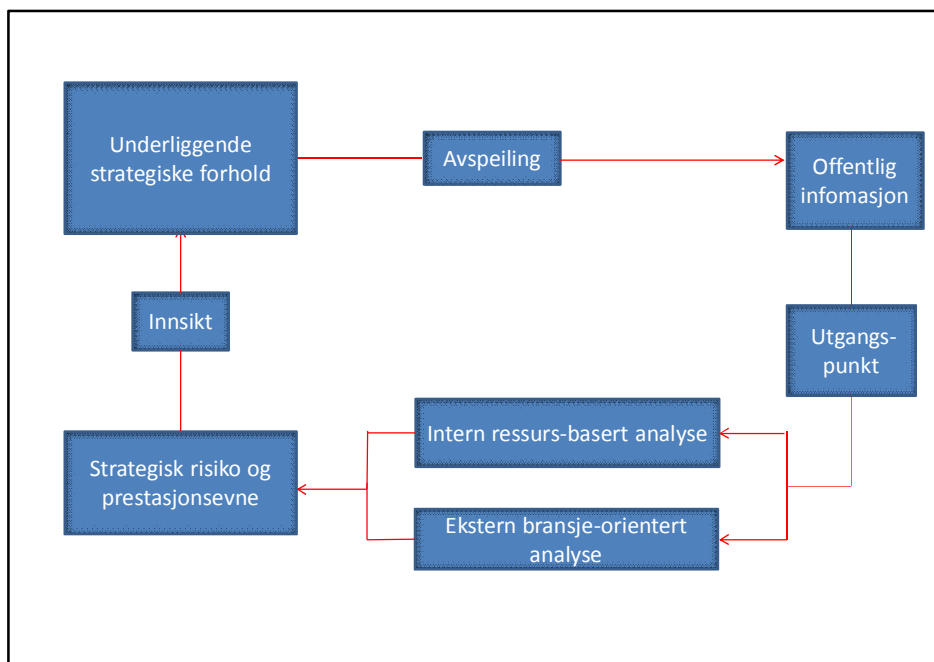 Underliggende
strategiske forhold
Avspeiling
Offentlig
infomasjon
Innsikt
Utgangs-
punkt
Intern ressurs-basert analyse
Strategisk risiko og
prestasjonsevne
Ekstern bransje-orientert
analyse